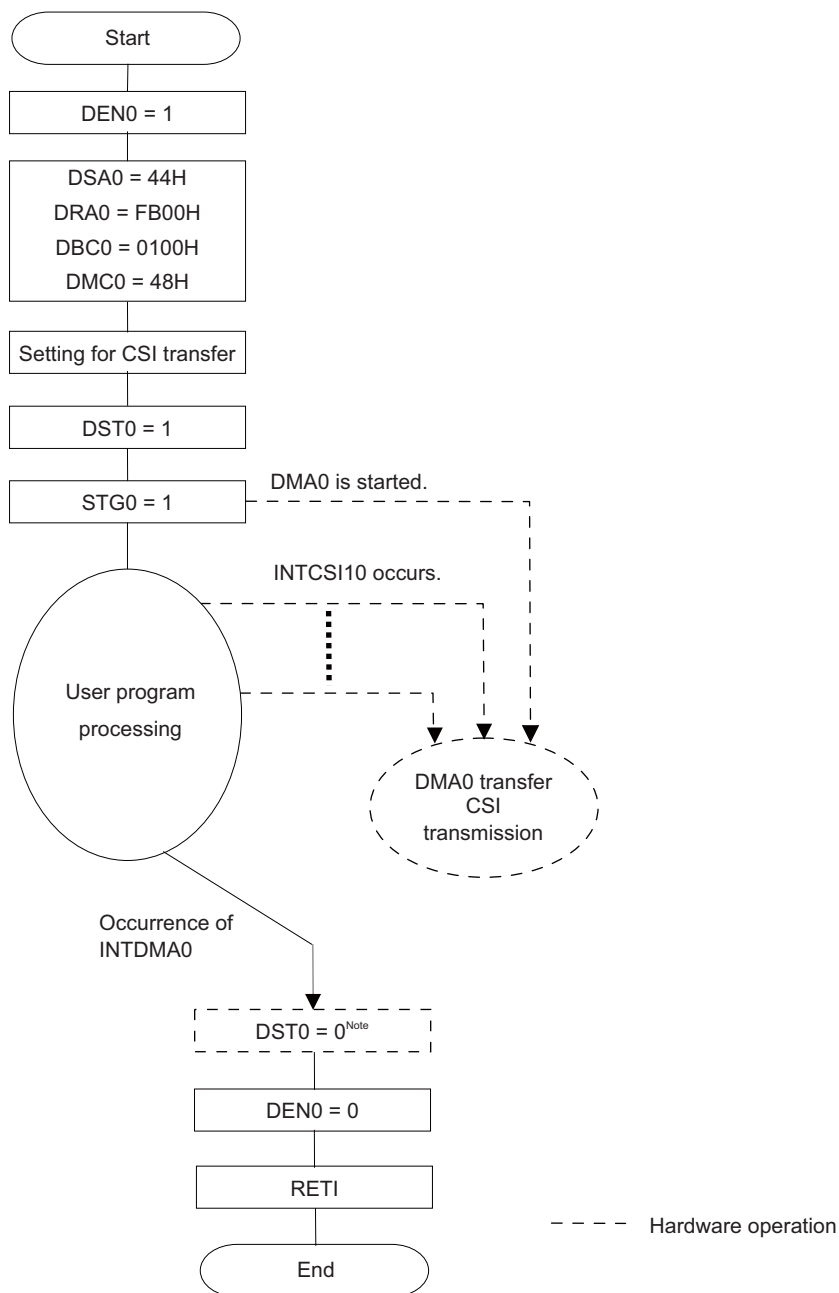 Start
DEN0 = 1
DSA0 = 44H
DRA0 = FB00H
DBC0 = 0100H
DMC0 = 48H
Setting for CSI transfer
DST0 = 1
STG0 = 1
DMA0 is started.
INTCSI10 occurs.
User program
processing
DMA0 transfer
CSI
transmission
Occurrence of
INTDMA0
DST0 = 0Note
DEN0 = 0
RETI
Hardware operation
End